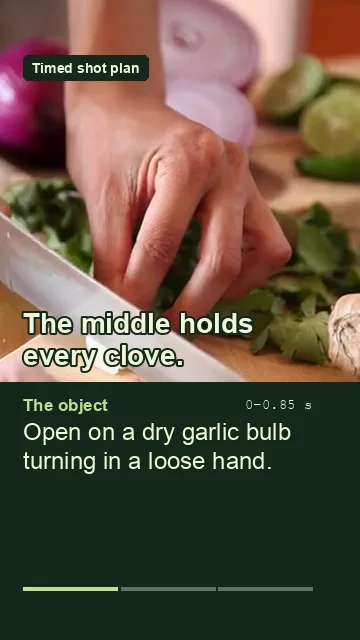 Timed shot plan
The middle holds
every clove.
The object
0–0.85 s
Open on a dry garlic bulb
turning in a loose hand.